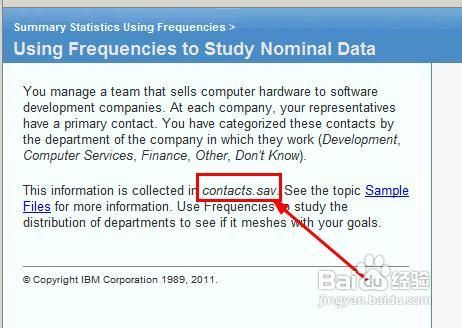 Summary Statistics Using Frequencies >
Using Frequencies to Study Nominal Data
You manage a team that sells computer hardware to software
development companies. At each company, your representatives
have a primary contact. You have categorized these contacts by
the department of the company in which they work (Development,
Computer Services, Finance, Other, Don't Know).
This information is collected in contacts.sav. See the topic Sample
Files for more information. Use Frequencies to study the
distribution of departments to see if it meshes with your goals.
© Copyright IBM Corporation 1989, 2011.
Baidu 经验
jingyan.baidu.com